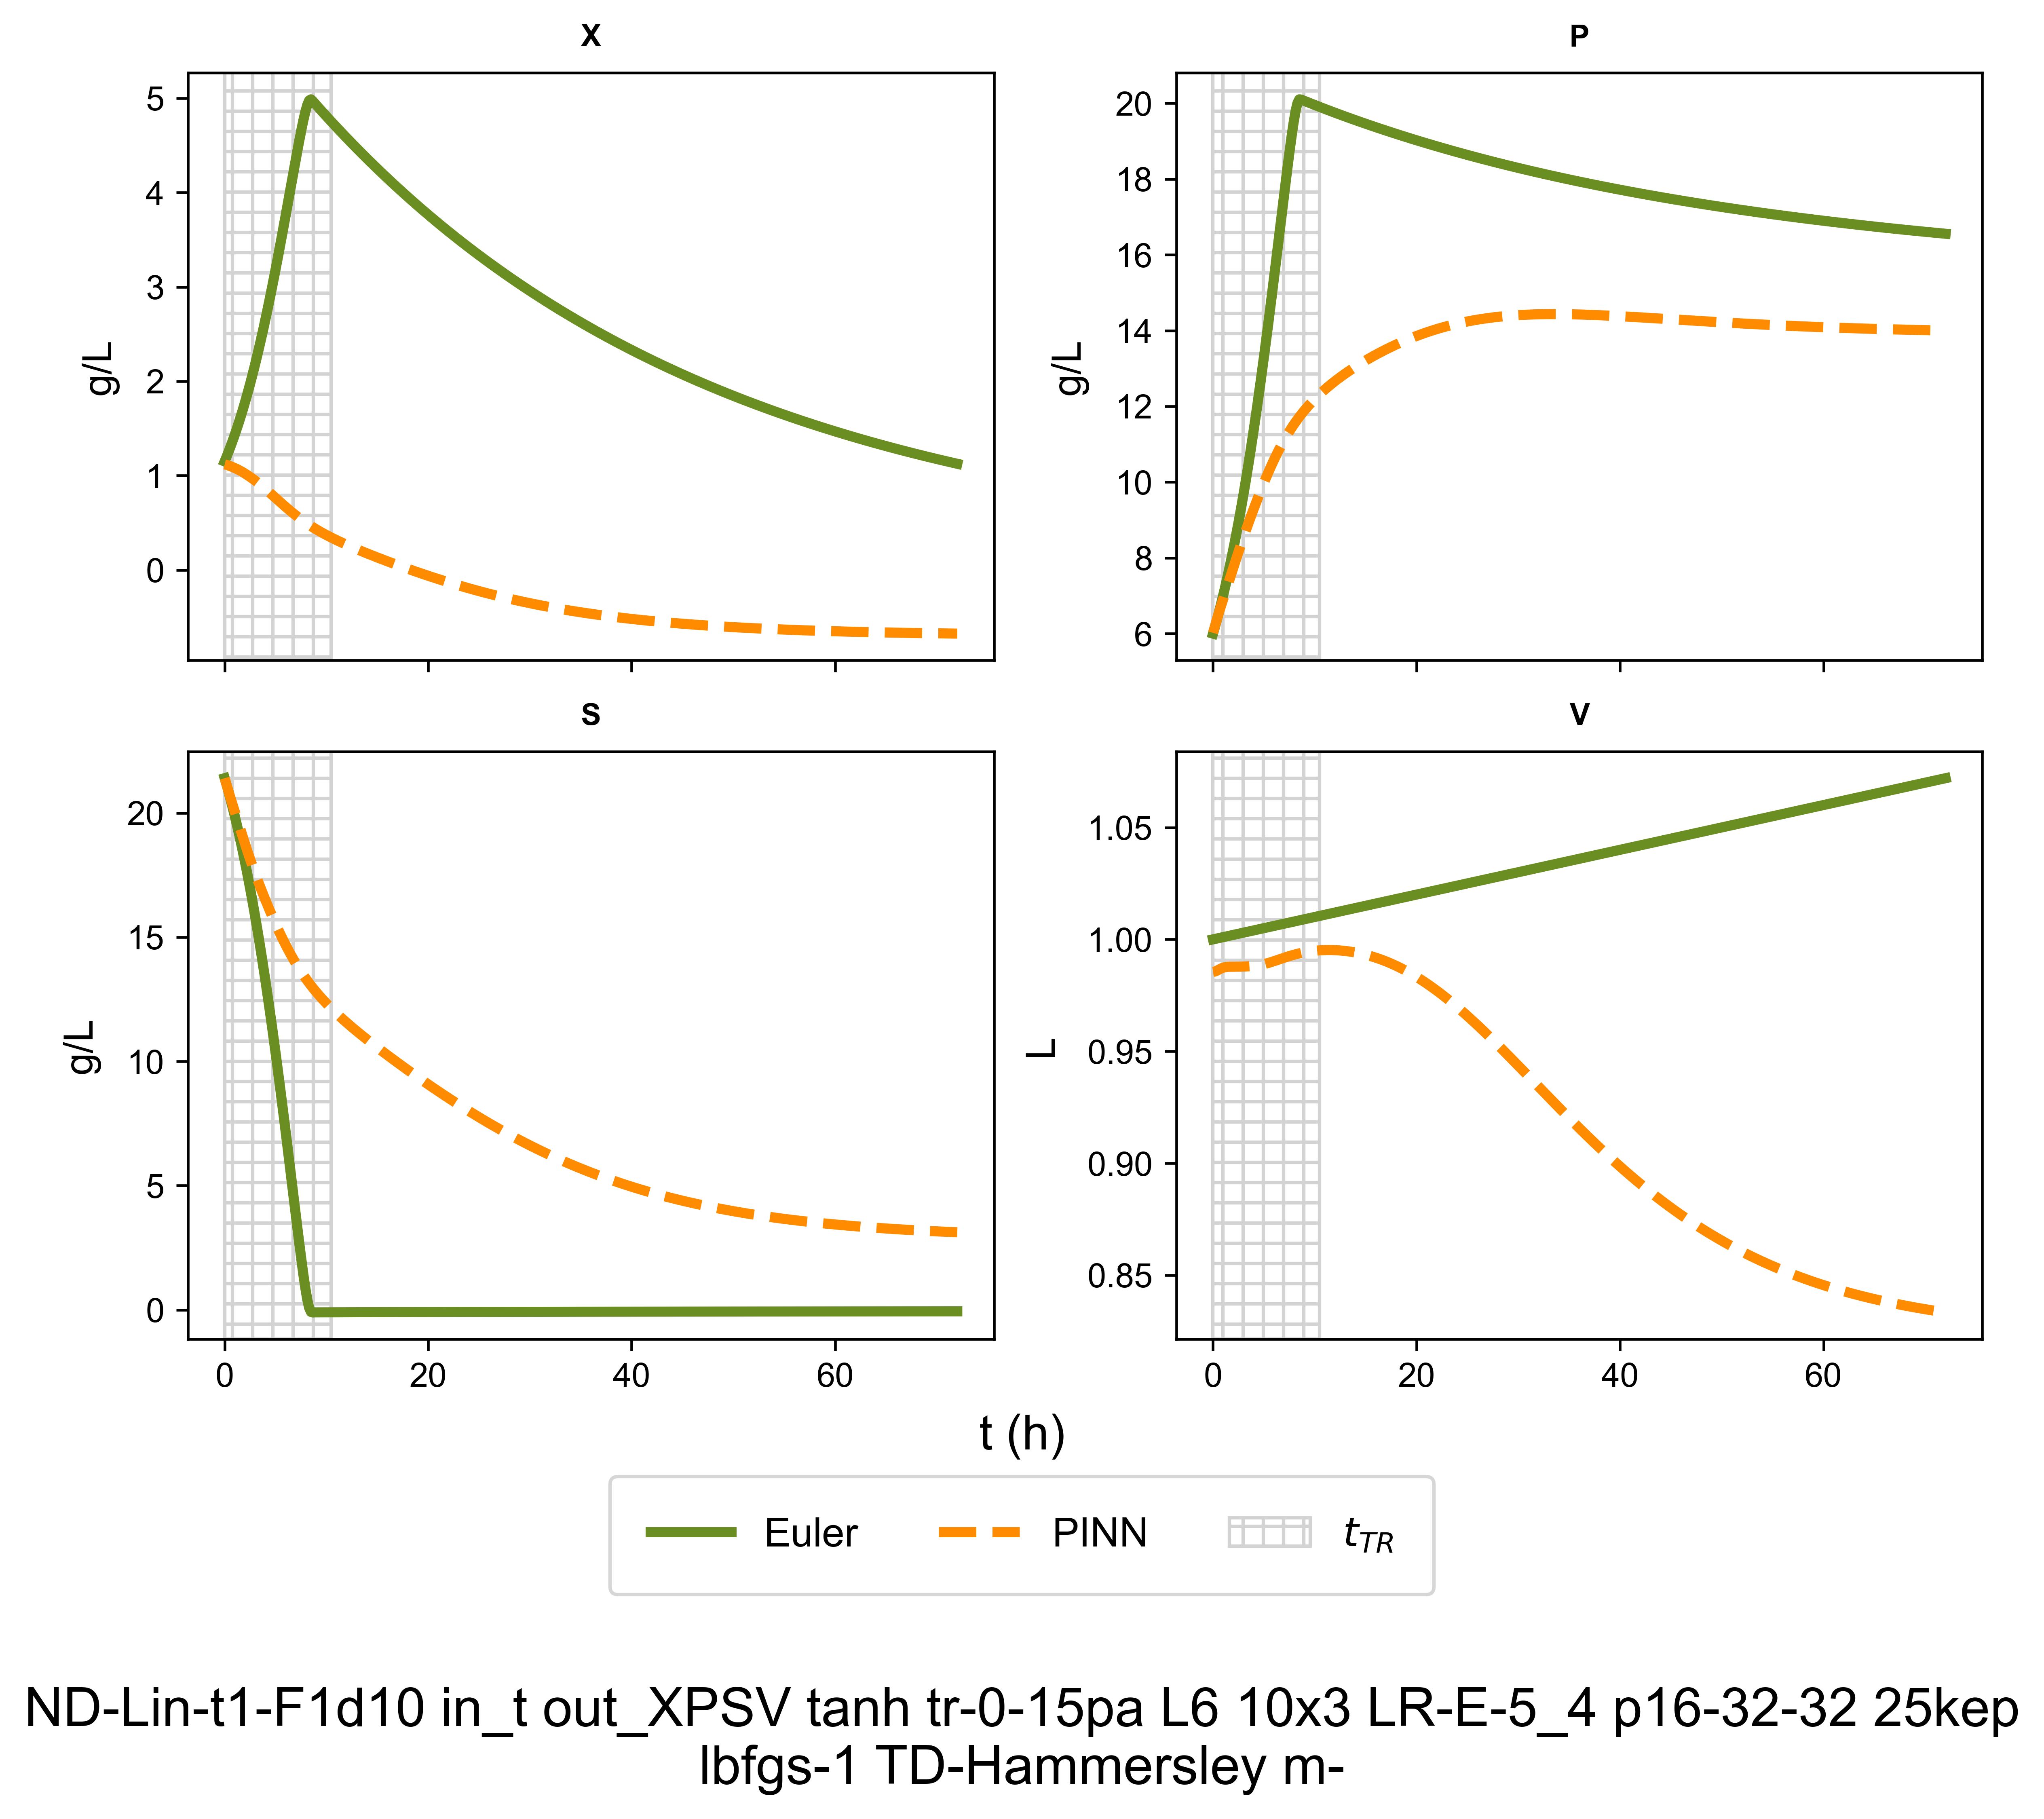 X
P
5
4
3
2
1
0
g/L
20
18
16
14
12
10
8
6
g/L
S
V
20
15
10
5
0
g/L
1.05
1.00
0.95
0.90
0.85
L
0 20 40 60
0 20 40 60
t (h)
Euler PINN t_TR
ND-Lin-t1-F1d10 in_t out_XPSV tanh tr-0-15pa L6 10x3 LR-E-5_4 p16-32-32 25kep
lbfgs-1 TD-Hammersley m-